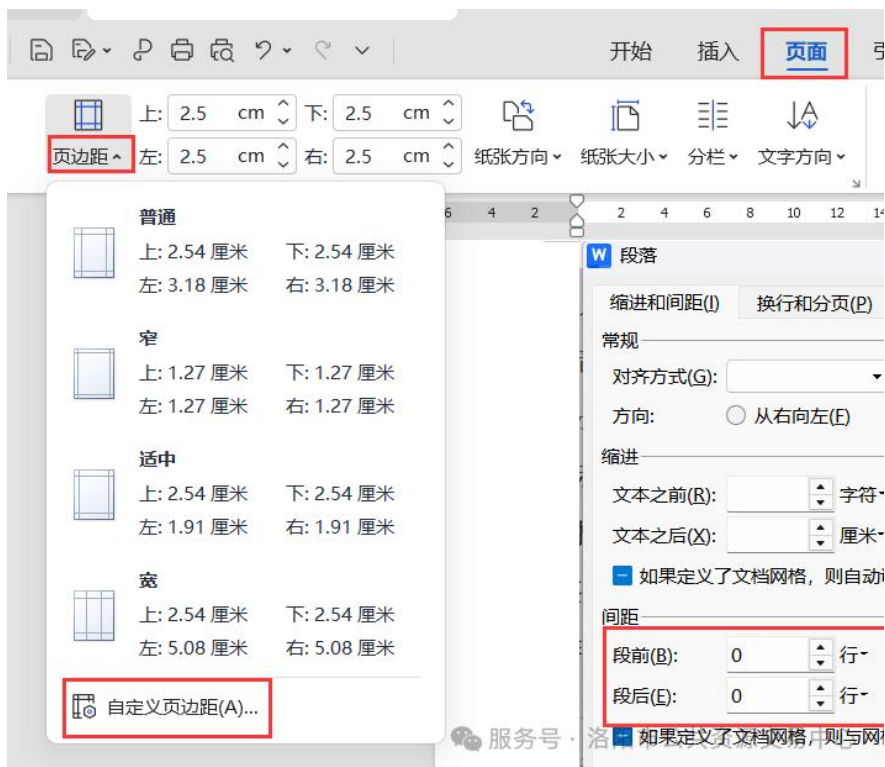 开始 插入 页面
上: 2.5 cm 下: 2.5 cm
页边距 左: 2.5 cm 右: 2.5 cm 纸张方向 纸张大小 分栏 文字方向
6 4 2 2 4 6 8 10 12 14
普通
上: 2.54 厘米 下: 2.54 厘米
左: 3.18 厘米 右: 3.18 厘米
窄
上: 1.27 厘米 下: 1.27 厘米
左: 1.27 厘米 右: 1.27 厘米
适中
上: 2.54 厘米 下: 2.54 厘米
左: 1.91 厘米 右: 1.91 厘米
宽
上: 2.54 厘米 下: 2.54 厘米
左: 5.08 厘米 右: 5.08 厘米
自定义页边距(A)...
W 段落
缩进和间距(I) 换行和分页(P)
常规
对齐方式(G):
方向: 从右向左(F)
缩进
文本之前(R): 字符
文本之后(X): 厘米
如果定义了文档网格，则自动
间距
段前(B): 0 行
段后(E): 0 行
如果定义了文档网格，则与网
服务号 · 洛阳市公共资源交易中心